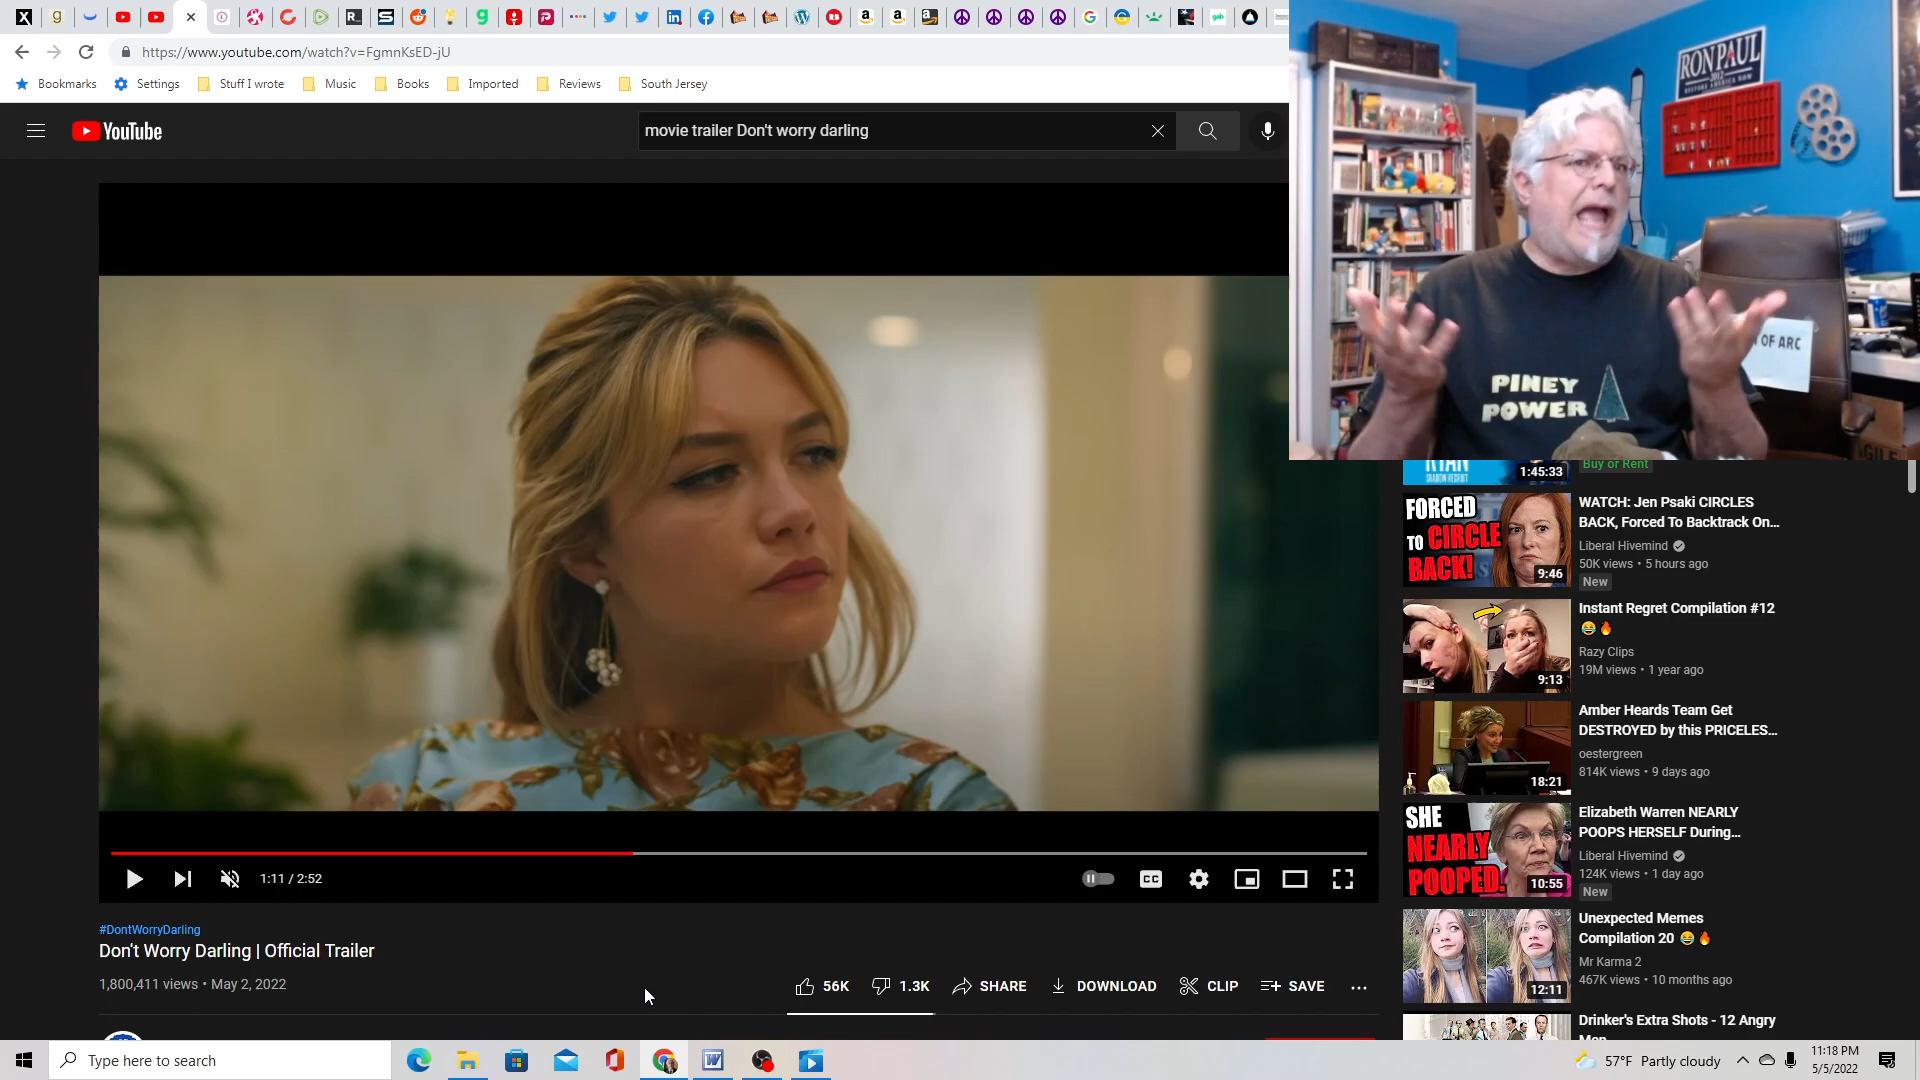 https://www.youtube.com/watch?v=FgmnKsED-jU
Bookmarks
Settings
Stuff I wrote
Music
Books
Imported
Reviews
South Jersey
YouTube
movie trailer Don't worry darling
RON PAUL
2012
RESTORE AMERICA NOW
OF ARC
PINEY
POWER
1:45:33
Buy or Rent
FORCED
TO CIRCLE
BACK!
9:46
WATCH: Jen Psaki CIRCLES
BACK, Forced To Backtrack On...
Liberal Hivemind
50K views • 5 hours ago
New
9:13
Instant Regret Compilation #12
😂🔥
Razy Clips
19M views • 1 year ago
18:21
Amber Heards Team Get
DESTROYED by this PRICELES...
oestergreen
814K views • 9 days ago
SHE
NEARLY
POOPED.
10:55
Elizabeth Warren NEARLY
POOPS HERSELF During...
Liberal Hivemind
124K views • 1 day ago
New
12:11
Unexpected Memes
Compilation 20 😂🔥
Mr Karma 2
467K views • 10 months ago
Drinker's Extra Shots - 12 Angry
1:11 / 2:52
CC
#DontWorryDarling
Don't Worry Darling | Official Trailer
1,800,411 views • May 2, 2022
56K
1.3K
SHARE
DOWNLOAD
CLIP
SAVE
Type here to search
57°F Partly cloudy
11:18 PM
5/5/2022